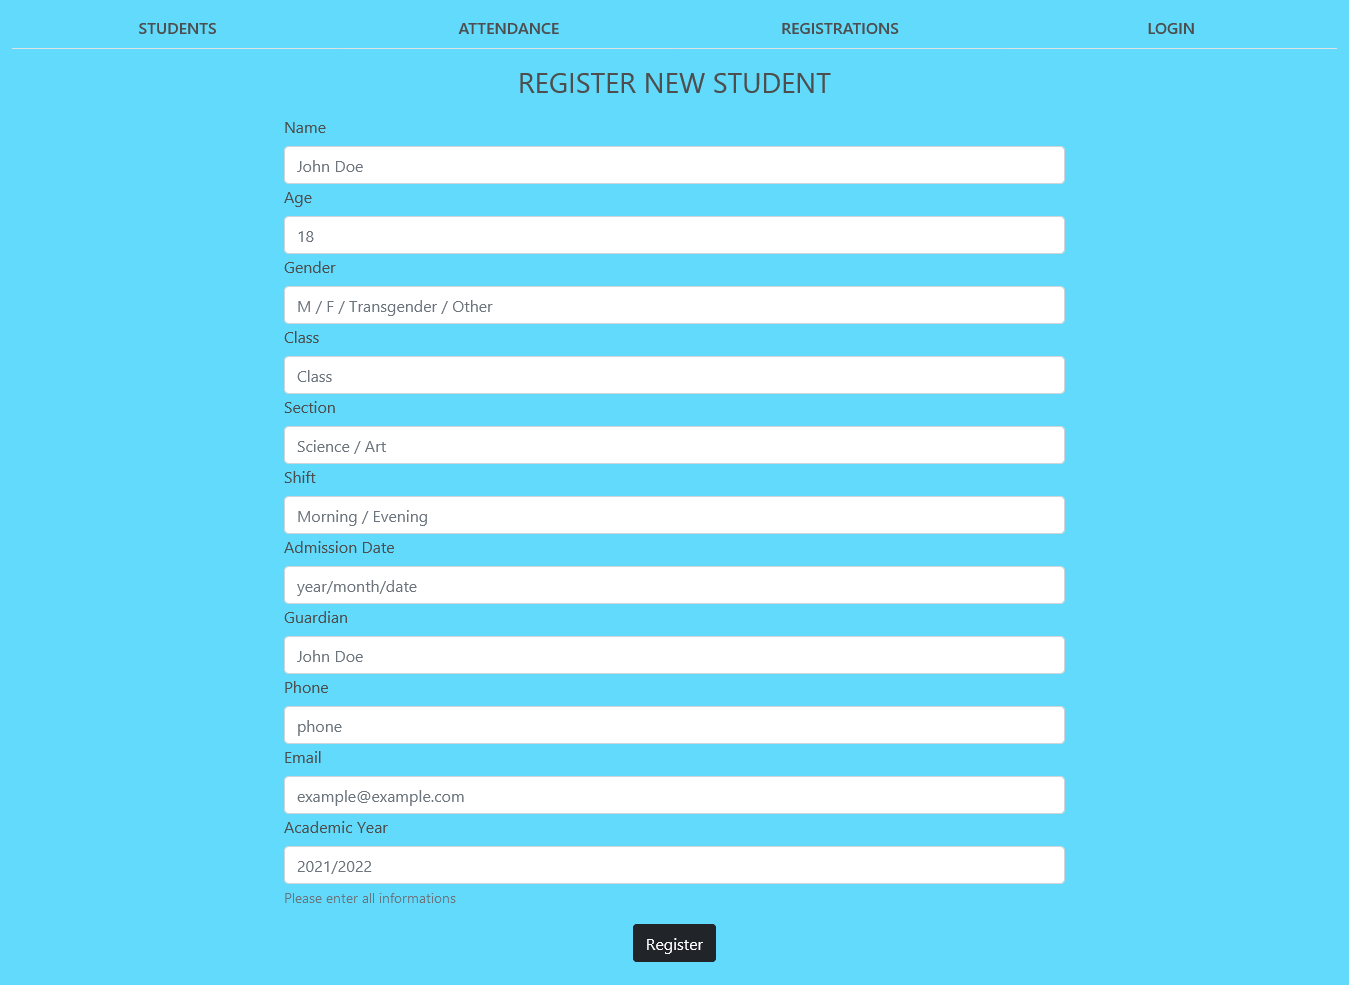 STUDENTS ATTENDANCE REGISTRATIONS LOGIN
REGISTER NEW STUDENT
Name
John Doe
Age
18
Gender
M / F / Transgender / Other
Class
Class
Section
Science / Art
Shift
Morning / Evening
Admission Date
year/month/date
Guardian
John Doe
Phone
phone
Email
example@example.com
Academic Year
2021/2022
Please enter all informations
Register